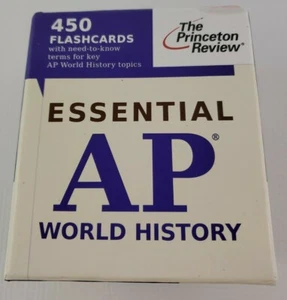 450
FLASHCARDS
with need-to-know
terms for key
AP World History topics
The
Princeton
Review®
ESSENTIAL
AP®
WORLD HISTORY